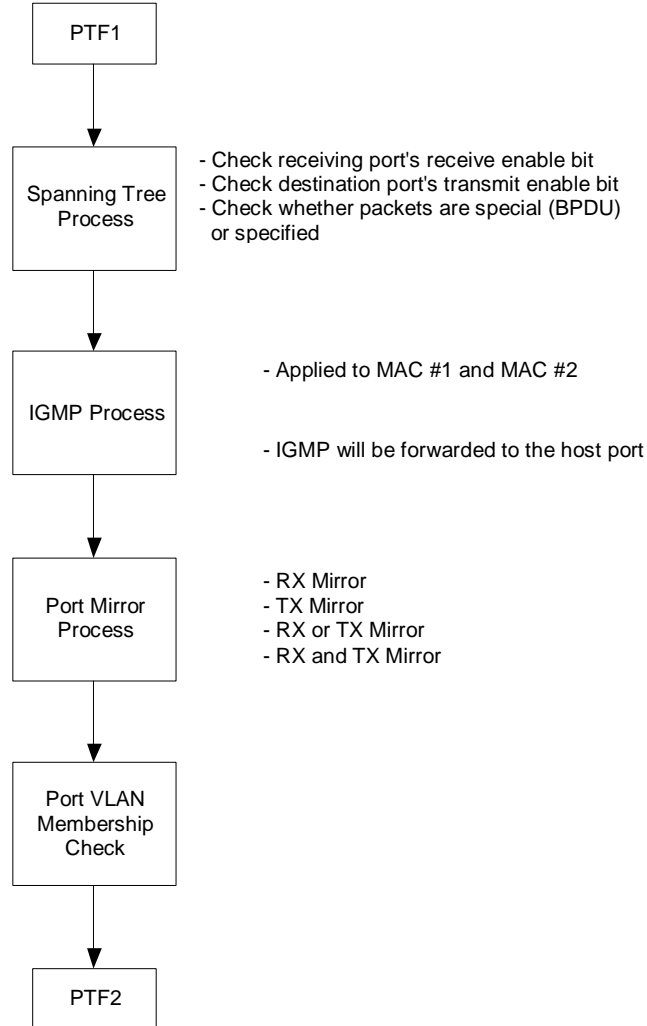 PTF1
Spanning Tree
Process
- Check receiving port's receive enable bit
- Check destination port's transmit enable bit
- Check whether packets are special (BPDU)
or specified
IGMP Process
- Applied to MAC #1 and MAC #2
- IGMP will be forwarded to the host port
Port Mirror
Process
- RX Mirror
- TX Mirror
- RX or TX Mirror
- RX and TX Mirror
Port VLAN
Membership
Check
PTF2